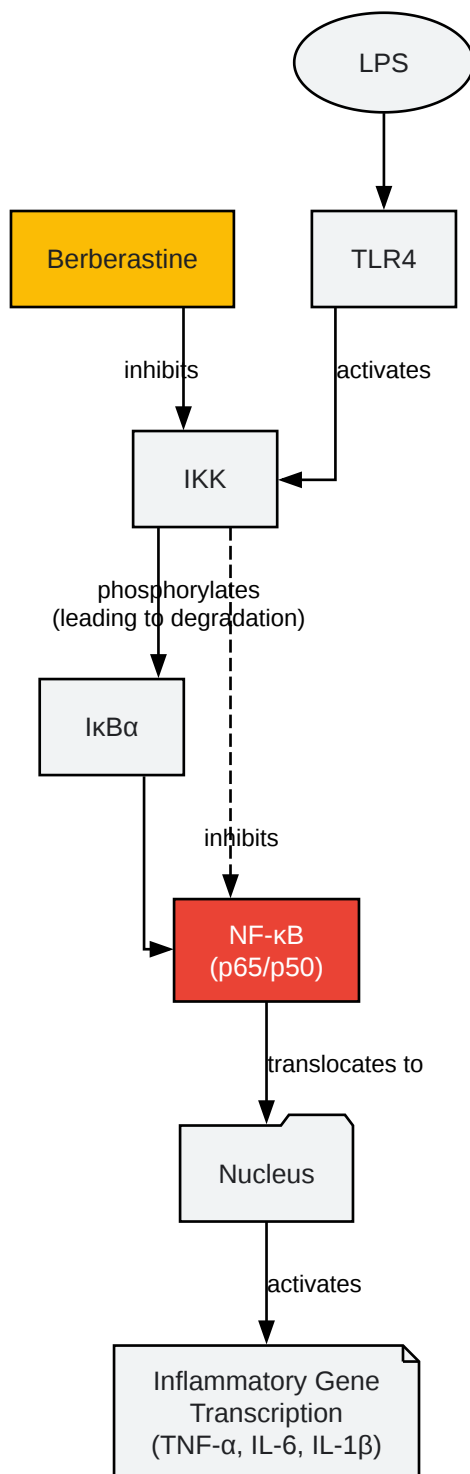 LPS
Berberastine
TLR4
inhibits
activates
IKK
phosphorylates
(leading to degradation)
IκBα
inhibits
NF-κB
(p65/p50)
translocates to
Nucleus
activates
Inflammatory Gene
Transcription
(TNF-α, IL-6, IL-1β)